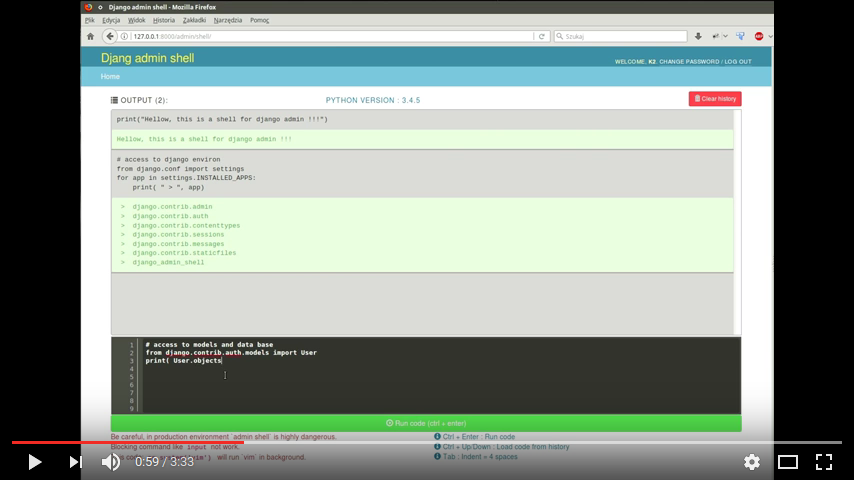 Django admin shell - Mozilla Firefox
Plik Edycja Widok Historia Zakładki Narzędzia Pomoc
127.0.0.1:8000/admin/shell/
Szukaj
ABP
Djang admin shell
WELCOME, K2. CHANGE PASSWORD / LOG OUT
Home
OUTPUT (2):
PYTHON VERSION : 3.4.5
Clear history
print("Hellow, this is a shell for django admin !!!")
Hellow, this is a shell for django admin !!!
# access to django environ
from django.conf import settings
for app in settings.INSTALLED_APPS:
print( " > ", app)
> django.contrib.admin
> django.contrib.auth
> django.contrib.contenttypes
> django.contrib.sessions
> django.contrib.messages
> django.contrib.staticfiles
> django_admin_shell
1 # access to models and data base
2 from django.contrib.auth.models import User
3 print( User.objects
4
5
6
7
8
9
Run code (ctrl + enter)
Be careful, in production environment `admin shell` is highly dangerous.
Ctrl + Enter : Run code
Blocking command like `input` not work.
Ctrl + Up/Down : Load code from history
will run `vim` in background.
Tab : Indent = 4 spaces
0:59 / 3:33